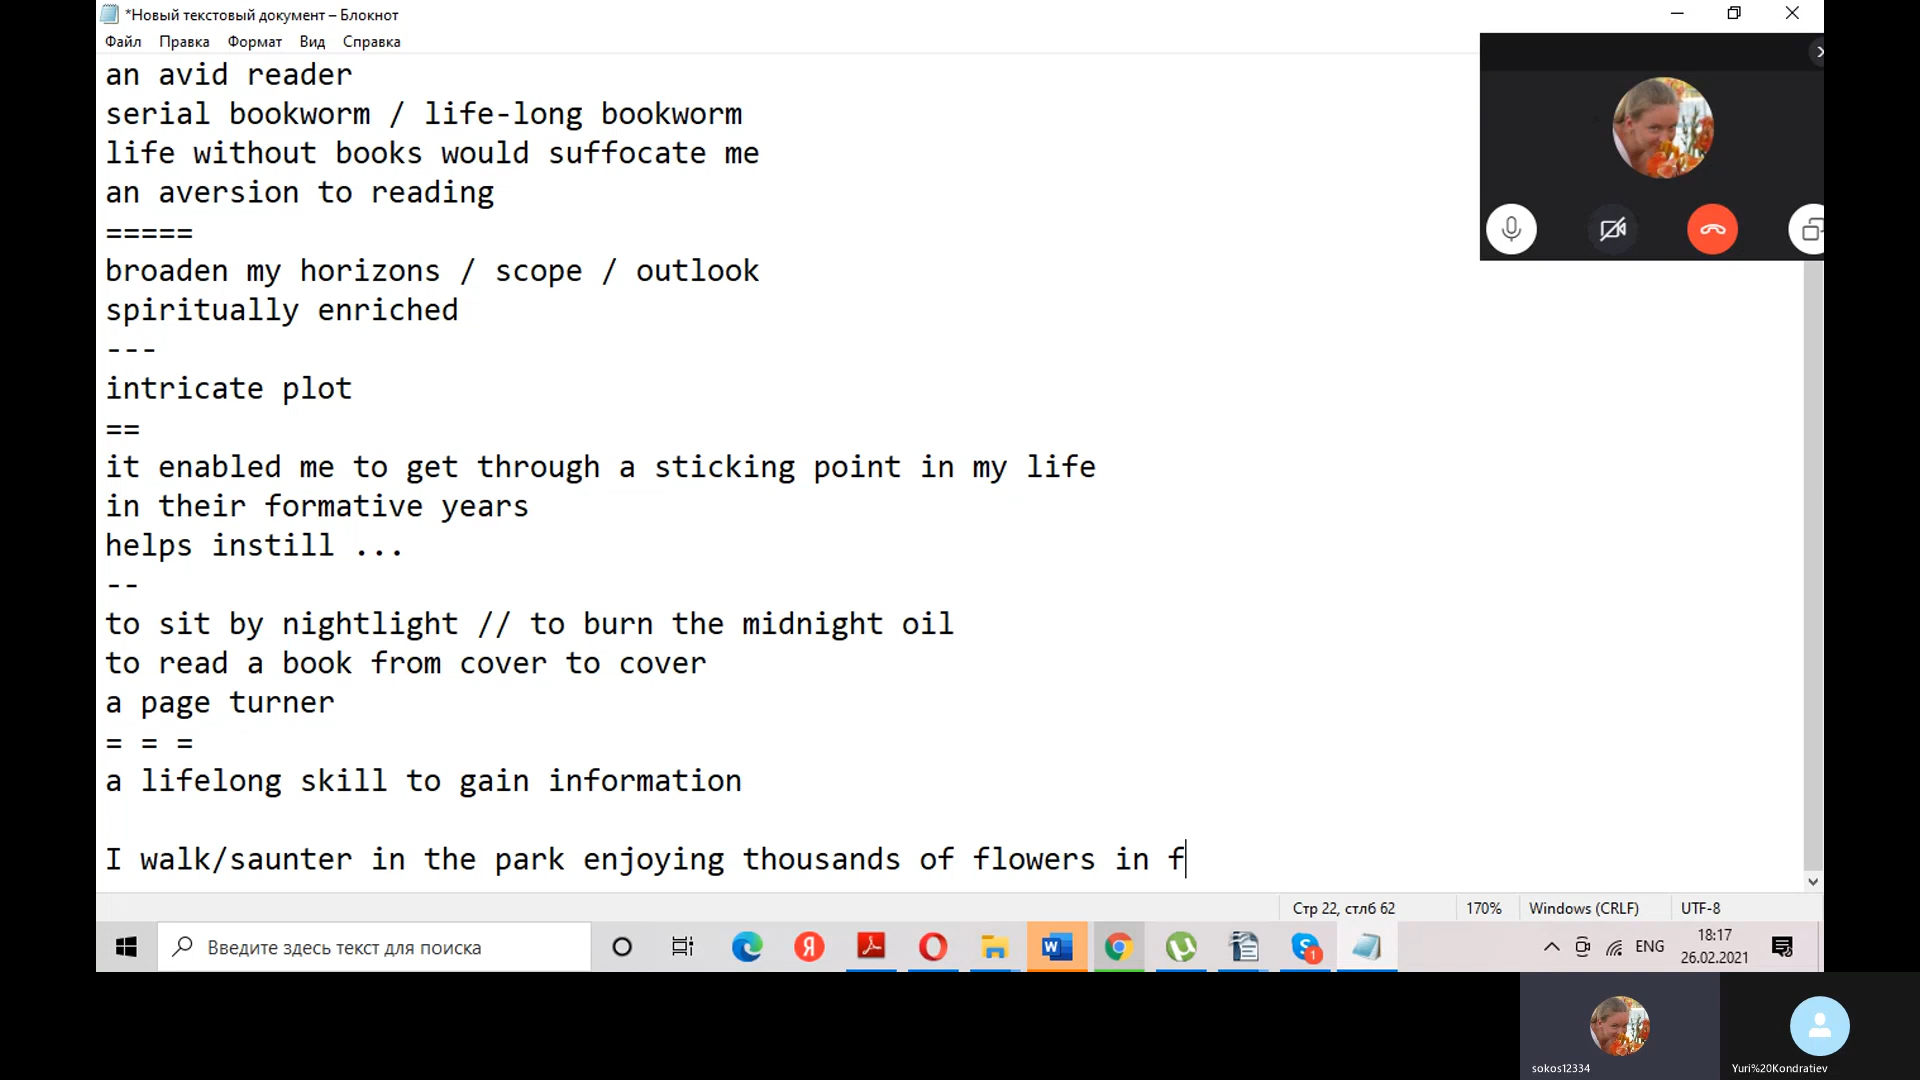 *Новый текстовый документ – Блокнот
Файл Правка Формат Вид Справка
an avid reader
serial bookworm / life-long bookworm
life without books would suffocate me
an aversion to reading
=====
broaden my horizons / scope / outlook
spiritually enriched
---
intricate plot
==
it enabled me to get through a sticking point in my life
in their formative years
helps instill ...
--
to sit by nightlight // to burn the midnight oil
to read a book from cover to cover
a page turner
= = =
a lifelong skill to gain information
I walk/saunter in the park enjoying thousands of flowers in f
Стр 22, стлб 62 170% Windows (CRLF) UTF-8
Введите здесь текст для поиска
Я
W
1
ENG
18:17
26.02.2021
sokos12334
Yuri%20Kondratiev